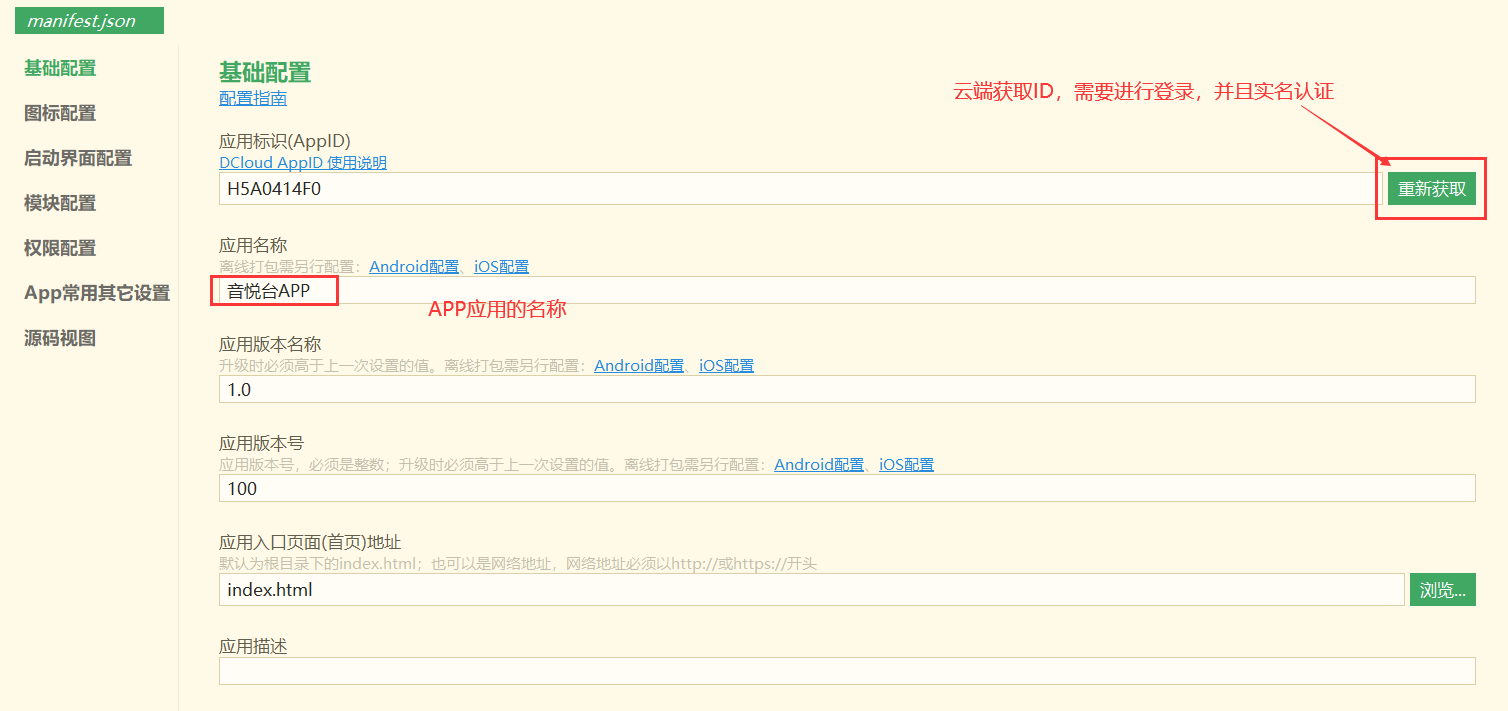 manifest.json
基础配置
图标配置
启动界面配置
模块配置
权限配置
App常用其它设置
源码视图
基础配置
配置指南
云端获取ID，需要进行登录，并且实名认证
应用标识(AppID)
DCloud AppID 使用说明
H5A0414F0
重新获取
应用名称
离线打包需另行配置：Android配置、iOS配置
音悦台APP
APP应用的名称
应用版本名称
升级时必须高于上一次设置的值。离线打包需另行配置：Android配置、iOS配置
1.0
应用版本号
应用版本号，必须是整数；升级时必须高于上一次设置的值。离线打包需另行配置：Android配置、iOS配置
100
应用入口页面(首页)地址
默认为根目录下的index.html；也可以是网络地址，网络地址必须以http://或https://开头
index.html
浏览...
应用描述